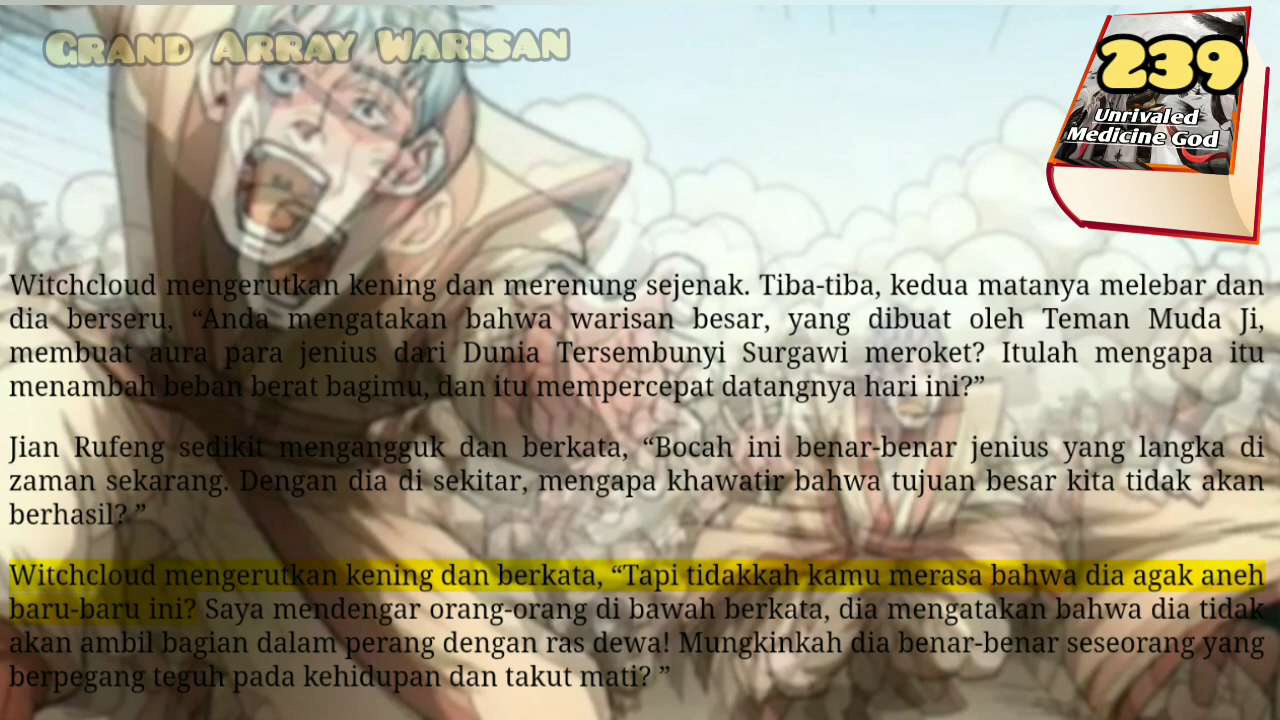 Grand Array Warisan
239
Unrivaled
Medicine God
Witchcloud mengerutkan kening dan merenung sejenak. Tiba-tiba, kedua matanya melebar dan
dia berseru, “Anda mengatakan bahwa warisan besar, yang dibuat oleh Teman Muda Ji,
membuat aura para jenius dari Dunia Tersembunyi Surgawi meroket? Itulah mengapa itu
menambah beban berat bagimu, dan itu mempercepat datangnya hari ini?”
Jian Rufeng sedikit mengangguk dan berkata, “Bocah ini benar-benar jenius yang langka di
zaman sekarang. Dengan dia di sekitar, mengapa khawatir bahwa tujuan besar kita tidak akan
berhasil? ”
Witchcloud mengerutkan kening dan berkata, “Tapi tidakkah kamu merasa bahwa dia agak aneh
baru-baru ini? Saya mendengar orang-orang di bawah berkata, dia mengatakan bahwa dia tidak
akan ambil bagian dalam perang dengan ras dewa! Mungkinkah dia benar-benar seseorang yang
berpegang teguh pada kehidupan dan takut mati? ”